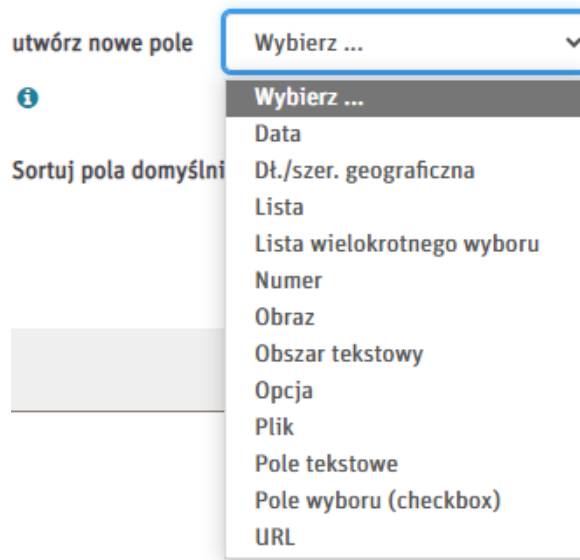 utwórz nowe pole
Wybierz ...
Wybierz ...
Data
Sortuj pola domyślni
Dł./szer. geograficzna
Lista
Lista wielokrotnego wyboru
Numer
Obraz
Obszar tekstowy
Opcja
Plik
Pole tekstowe
Pole wyboru (checkbox)
URL